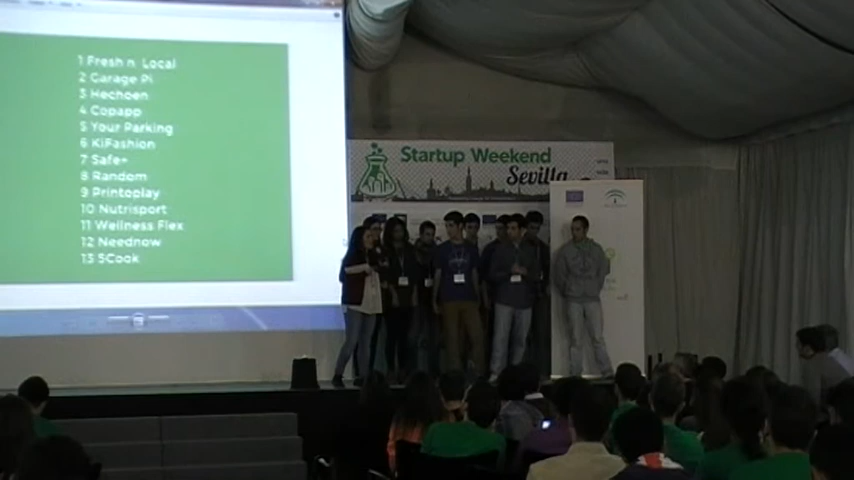 1 Fresh n Local
2 Garage Pi
3 Hechoen
4 Copapp
5 Your Parking
6 KiFashion
7 Safe+
8 Random
9 Printoplay
10 Nutrisport
11 Wellness Flex
12 Neednow
13 SCook
Startup Weekend
Sevilla